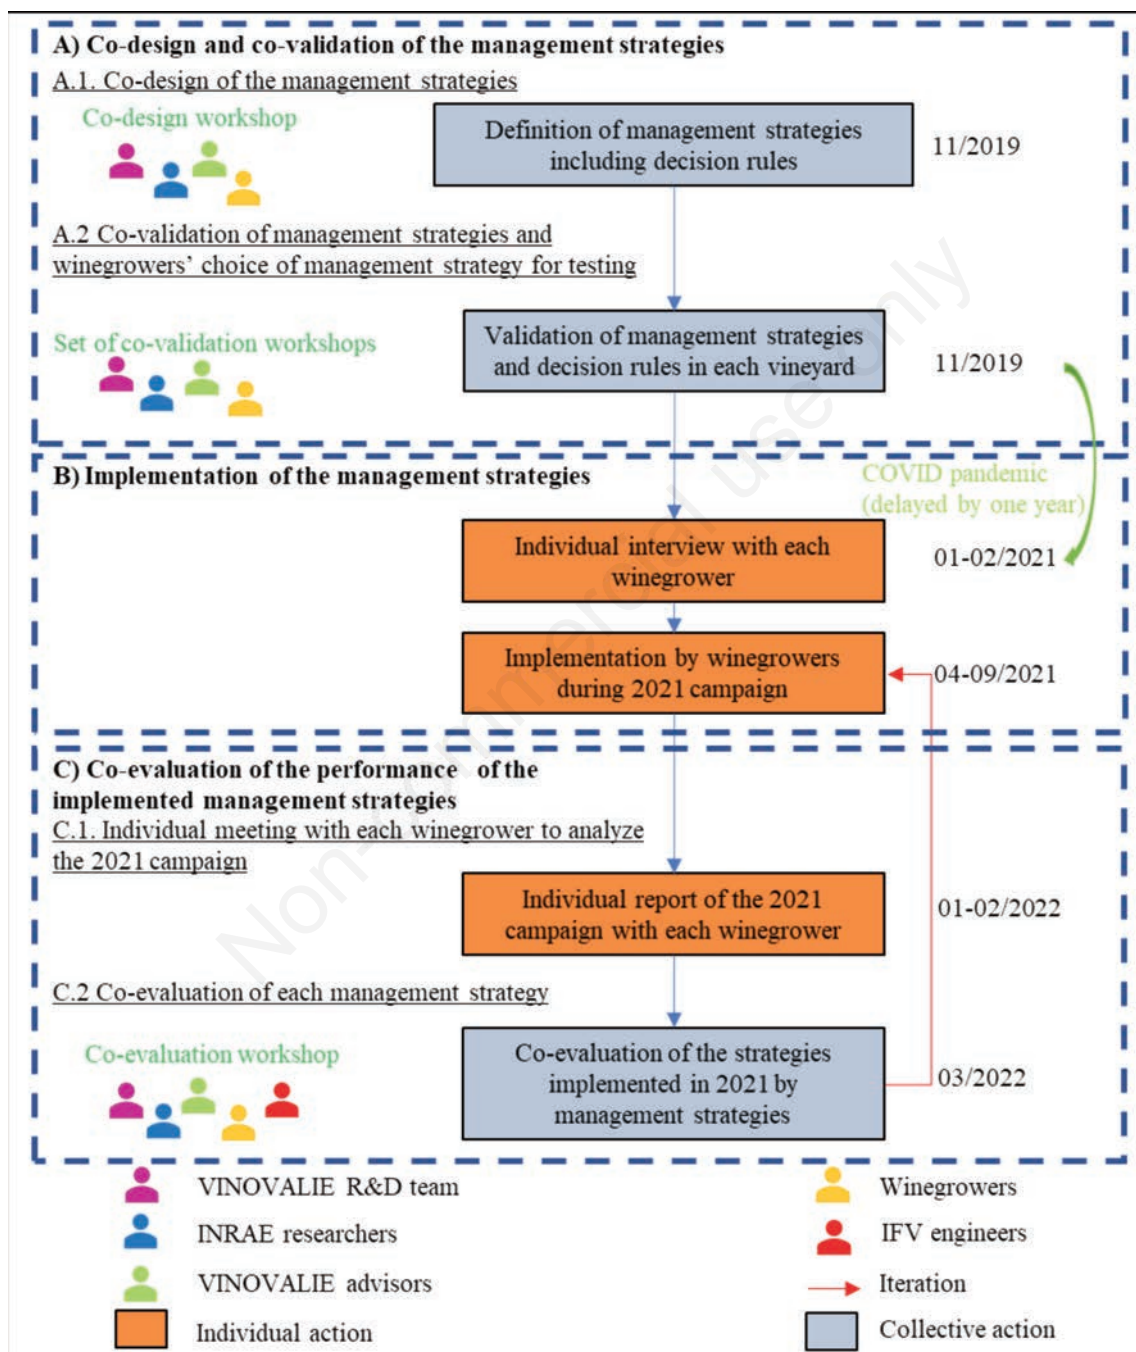 A) Co-design and co-validation of the management strategies
A.1. Co-design of the management strategies
Co-design workshop
Definition of management strategies
including decision rules
11/2019
A.2 Co-validation of management strategies and
winegrowers' choice of management strategy for testing
Set of co-validation workshops
Validation of management strategies
and decision rules in each vineyard
11/2019
B) Implementation of the management strategies
COVID pandemic
(delayed by one year)
Individual interview with each
winegrower
01-02/2021
Implementation by winegrowers
during 2021 campaign
04-09/2021
C) Co-evaluation of the performance of the
implemented management strategies
C.1. Individual meeting with each winegrower to analyze
the 2021 campaign
Individual report of the 2021
campaign with each winegrower
01-02/2022
C.2 Co-evaluation of each management strategy
Co-evaluation workshop
Co-evaluation of the strategies
implemented in 2021 by
management strategies
03/2022
VINOVALIE R&D team
Winegrowers
INRAE researchers
IFV engineers
VINOVALIE advisors
Iteration
Individual action
Collective action
Non-commercial use only